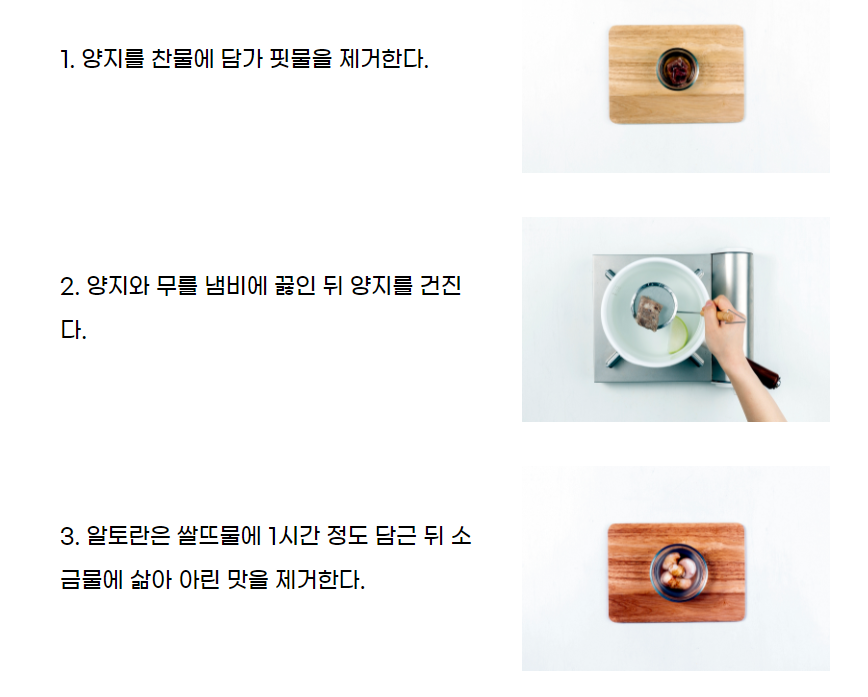 1. 양지를 찬물에 담가 핏물을 제거한다.
2. 양지와 무를 냄비에 끓인 뒤 양지를 건진
다.
3. 알토란은 쌀뜨물에 1시간 정도 담근 뒤 소
금물에 삶아 아린 맛을 제거한다.